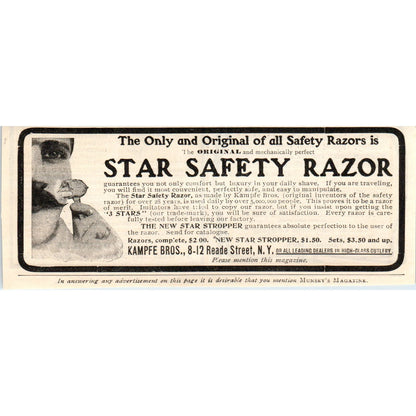 The Only and Original of all Safety Razors is
The ORIGINAL and mechanically perfect
STAR SAFETY RAZOR
guarantees you not only comfort but luxury in your daily shave. If you are traveling,
you will find it most convenient, perfectly safe, and easy to manipulate.
The Star Safety Razor, as made by Kampfe Bros. (original inventors of the safety
razor) for over 28 years, is used daily by over 5,000,000 people. This proves it to be a razor
of merit. Imitators have tried to copy our razor, but if you insist upon getting the
"3 STARS" (our trade-mark), you will be sure of satisfaction. Every razor is care-
fully tested before leaving our factory.
THE NEW STAR STROPPER guarantees absolute perfection to the user of
the razor. Send for catalogue.
Razors, complete, $2.00. NEW STAR STROPPER, $1.50. Sets, $3.50 and up.
KAMPFE BROS., 8-12 Reade Street, N. Y. OR ALL LEADING DEALERS IN HIGH-CLASS CUTLERY.
Please mention this magazine.
In answering any advertisement on this page it is desirable that you mention MUNSEY'S MAGAZINE.